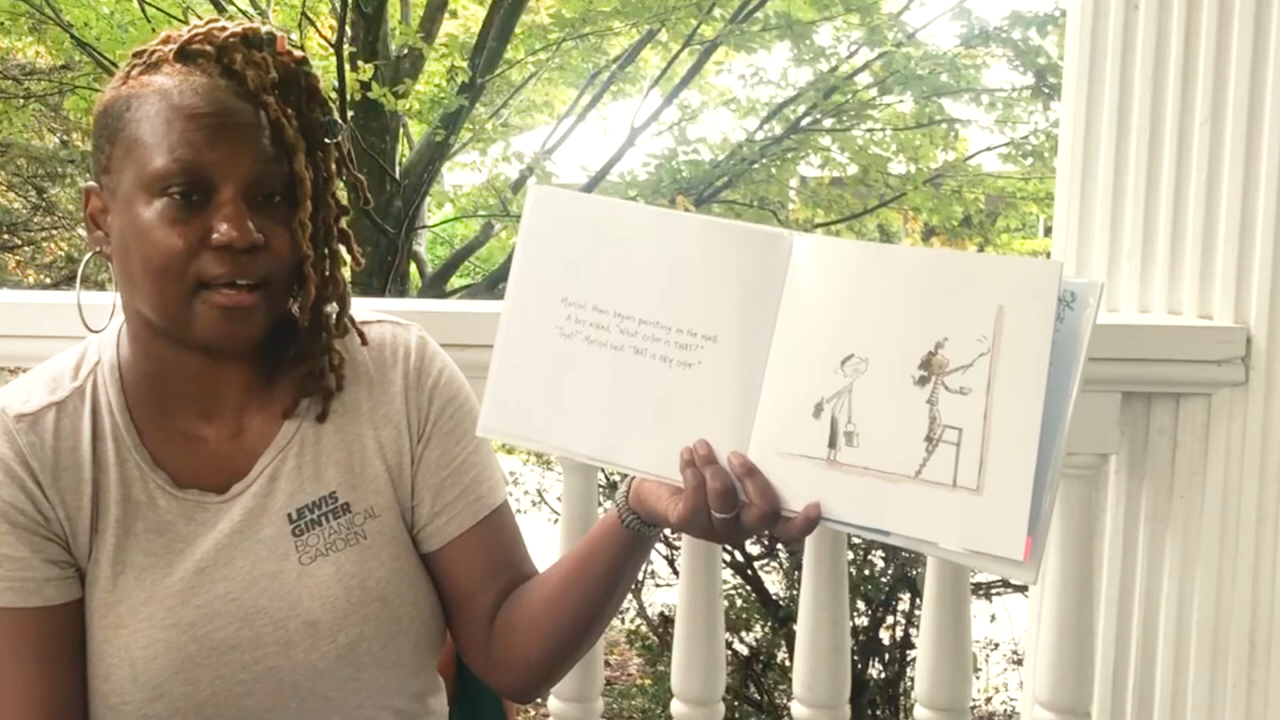 LEWIS
GINTER
BOTANICAL
GARDEN
Marisol then began painting on the wall.
A boy asked, "What color is THAT?"
"That?" Marisol said. "THAT is MY color."